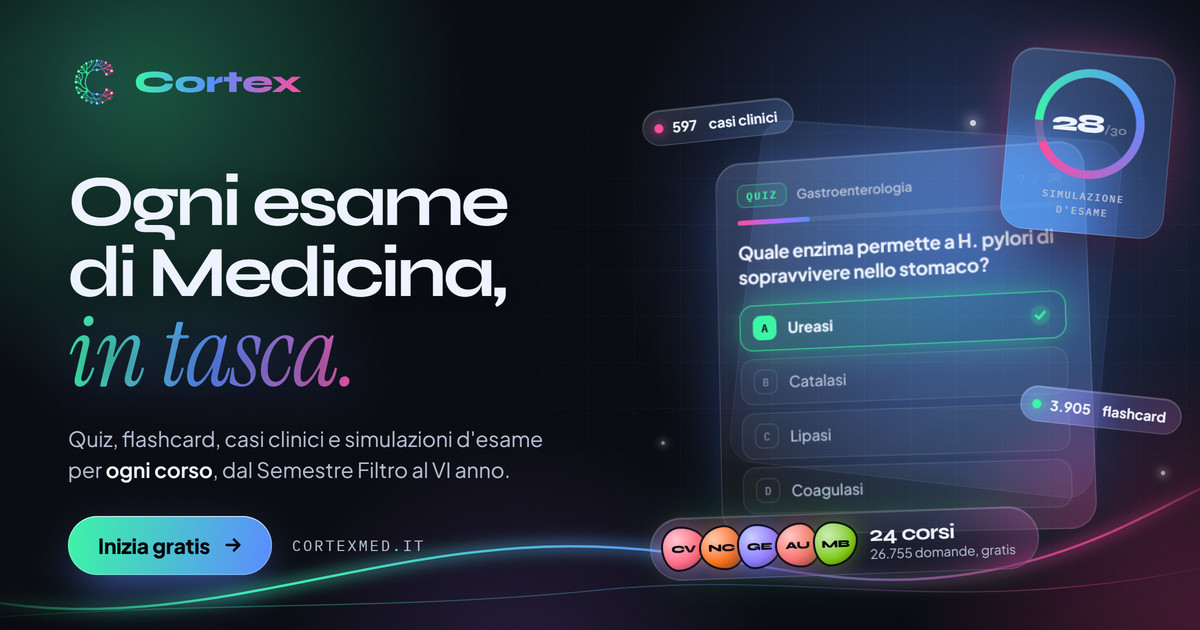 Cortex
Ogni esame
di Medicina,
in tasca.
Quiz, flashcard, casi clinici e simulazioni d'esame
per ogni corso, dal Semestre Filtro al VI anno.
Inizia gratis →
CORTEXMED.IT
597 casi clinici
28/30
SIMULAZIONE
D'ESAME
QUIZ Gastroenterologia
Quale enzima permette a H. pylori di
sopravvivere nello stomaco?
A Ureasi
B Catalasi
C Lipasi
D Coagulasi
3.905 flashcard
CV NC GE AU MB
24 corsi
26.755 domande, gratis